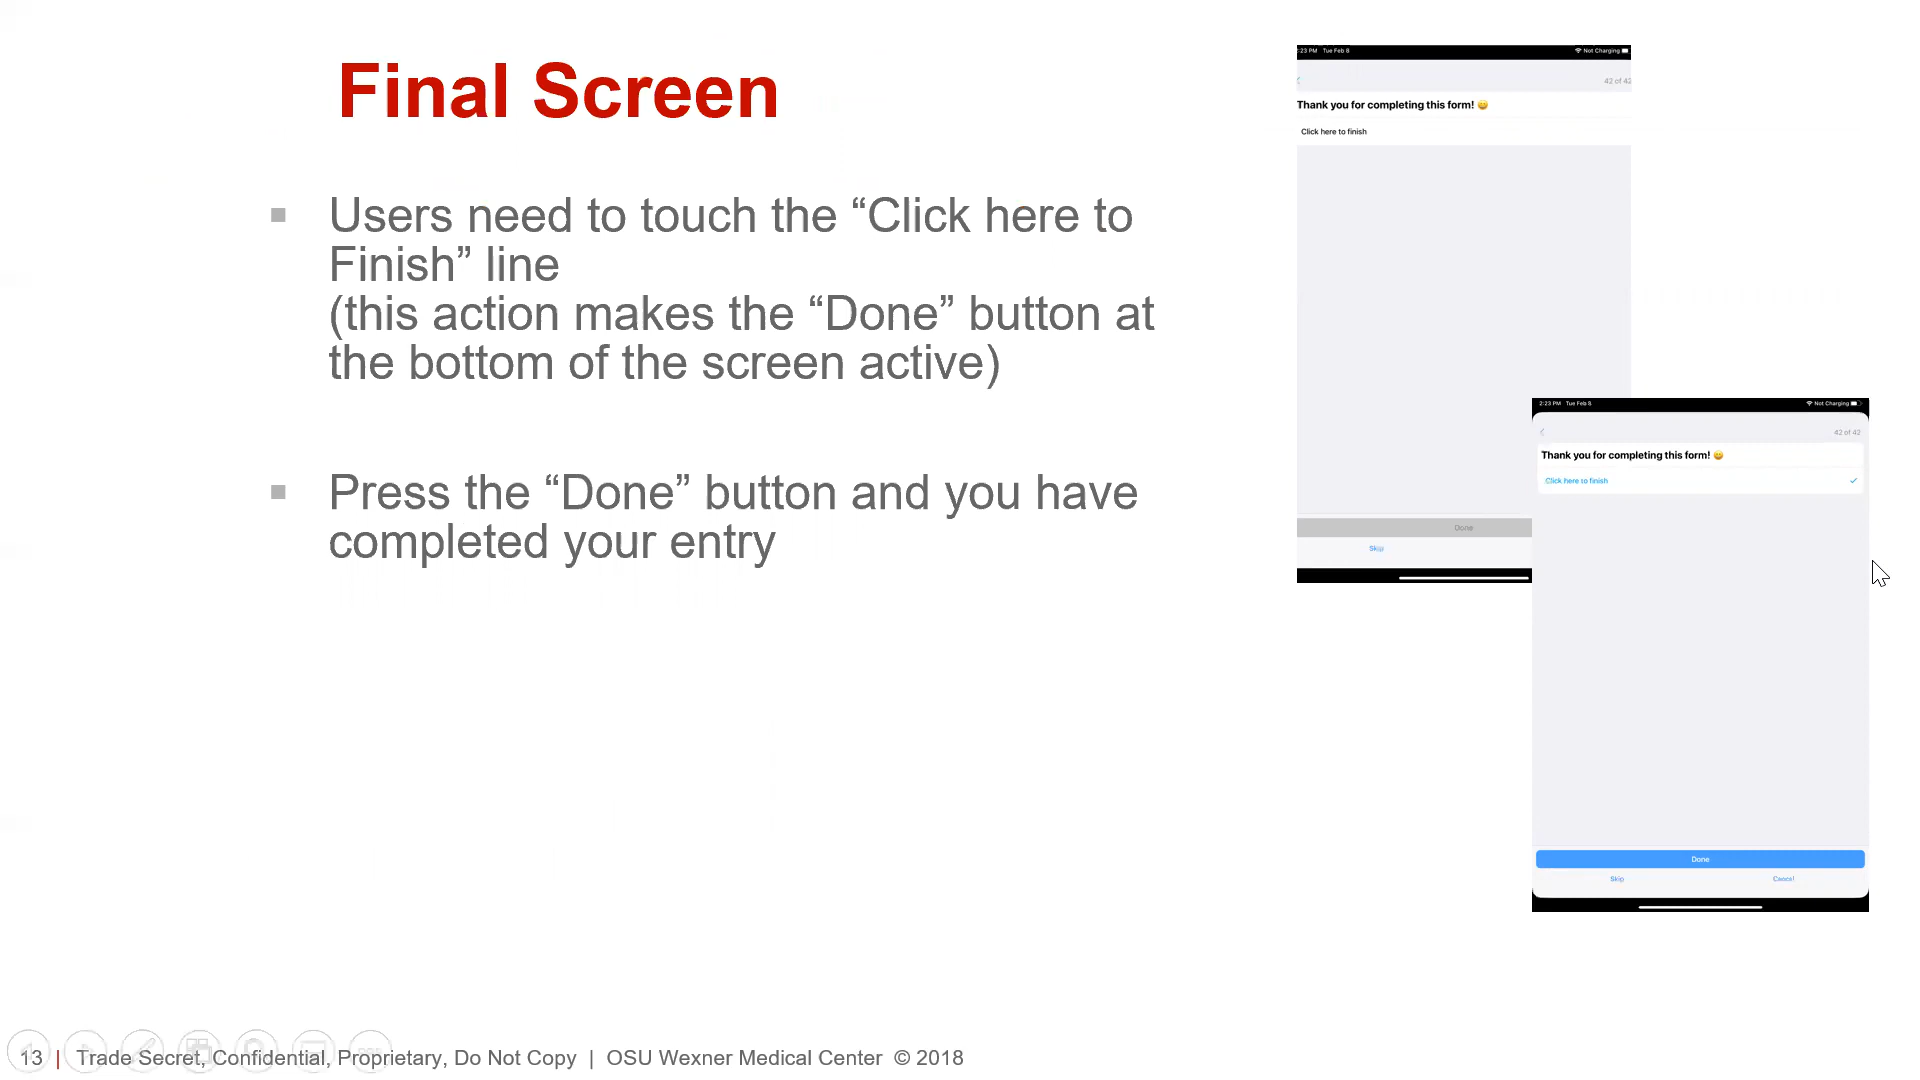 Final Screen
Users need to touch the “Click here to
Finish” line
(this action makes the “Done” button at
the bottom of the screen active)
Press the “Done” button and you have
completed your entry
:23 PM Tue Feb 8 Not Charging
42 of 42
Thank you for completing this form! 😀
Click here to finish
Done
Skip
2:23 PM Tue Feb 8 Not Charging
42 of 42
Thank you for completing this form! 😀
Click here to finish
Done
Skip Cancel
13 | Trade Secret, Confidential, Proprietary, Do Not Copy | OSU Wexner Medical Center © 2018